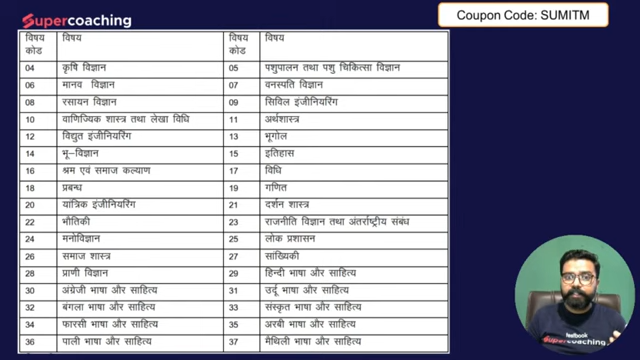 Supercoaching
Coupon Code: SUMITM
विषय कोड विषय विषय कोड विषय
04 कृषि विज्ञान 05 पशुपालन तथा पशु चिकित्सा विज्ञान
06 मानव विज्ञान 07 वनस्पति विज्ञान
08 रसायन विज्ञान 09 सिविल इंजीनियरिंग
10 वाणिज्यिक शास्त्र तथा लेखा विधि 11 अर्थशास्त्र
12 विद्युत इंजीनियरिंग 13 भूगोल
14 भू-विज्ञान 15 इतिहास
16 श्रम एवं समाज कल्याण 17 विधि
18 प्रबन्ध 19 गणित
20 यांत्रिक इंजीनियरिंग 21 दर्शन शास्त्र
22 भौतिकी 23 राजनीति विज्ञान तथा अंतर्राष्ट्रीय संबंध
24 मनोविज्ञान 25 लोक प्रशासन
26 समाज शास्त्र 27 सांख्यिकी
28 प्राणी विज्ञान 29 हिन्दी भाषा और साहित्य
30 अंग्रेजी भाषा और साहित्य 31 उर्दू भाषा और साहित्य
32 बंगला भाषा और साहित्य 33 संस्कृत भाषा और साहित्य
34 फारसी भाषा और साहित्य 35 अरबी भाषा और साहित्य
36 पाली भाषा और साहित्य 37 मैथिली भाषा और साहित्य
testbook
Supercoaching